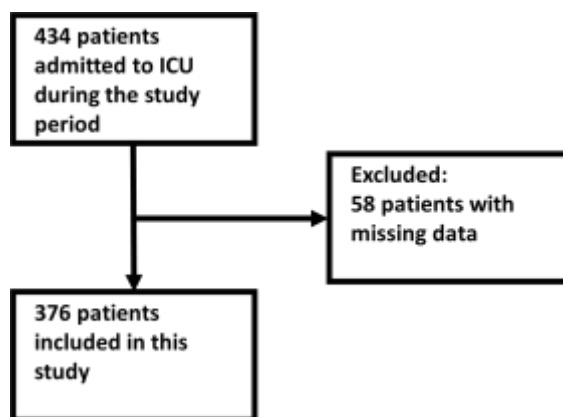 434 patients
admitted to ICU
during the study
period
Excluded:
58 patients with
missing data
376 patients
included in this
study